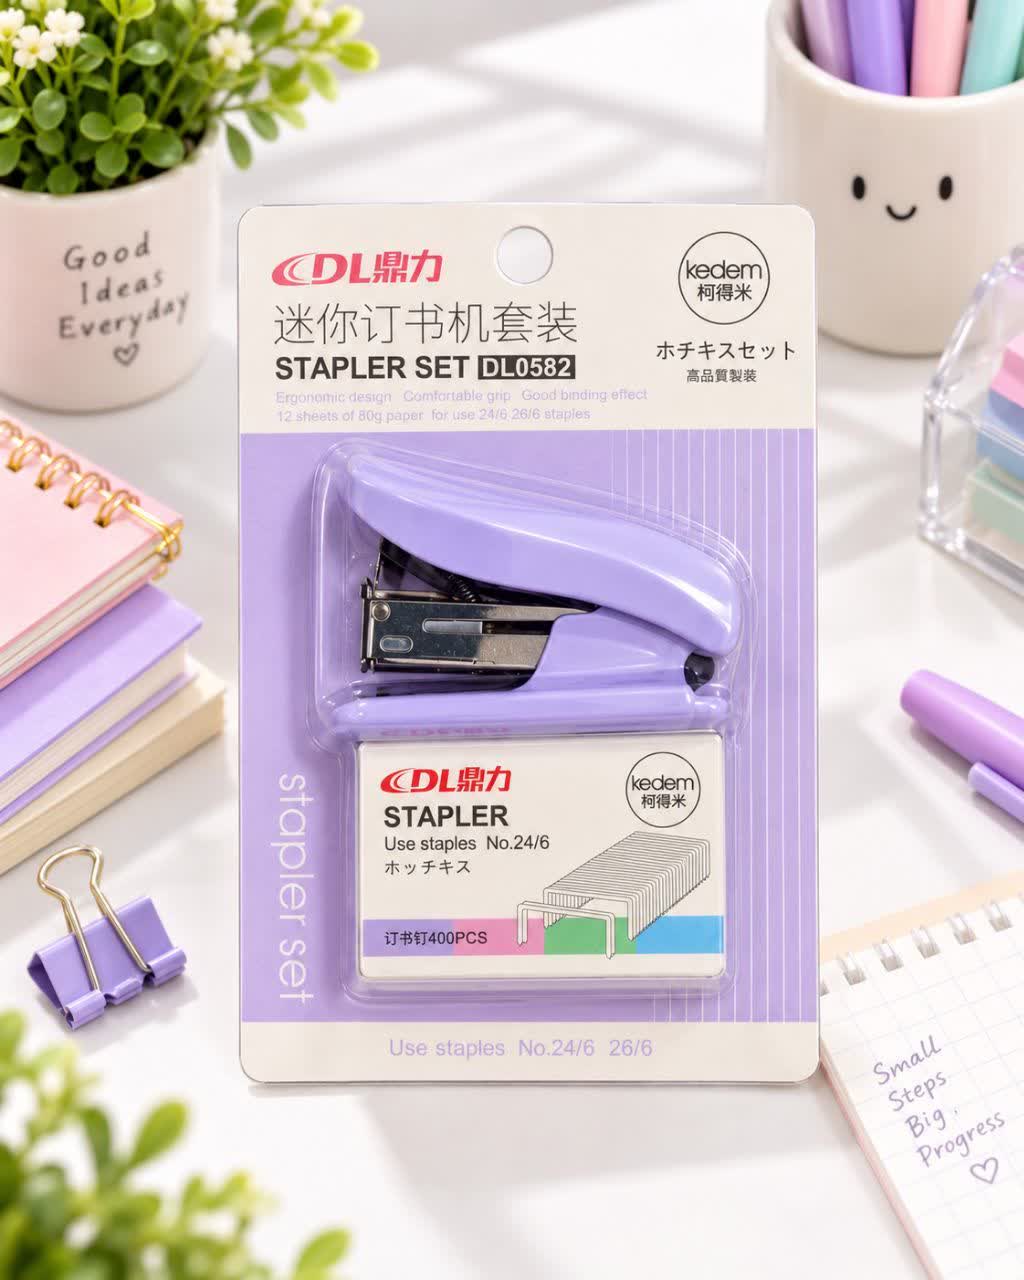 Good
Ideas
Everyday
CDL鼎力
迷你订书机套装
STAPLER SET DL0582
Ergonomic design Comfortable grip Good binding effect
12 sheets of 80g paper for use 24/6 26/6 staples
kedem
柯得米
ホチキスセット
高品質製装
stapler set
CDL鼎力
STAPLER
Use staples No.24/6
ホッチキス
kedem
柯得米
订书钉400PCS
Use staples No.24/6 26/6
Small
Steps
Big,
Progress